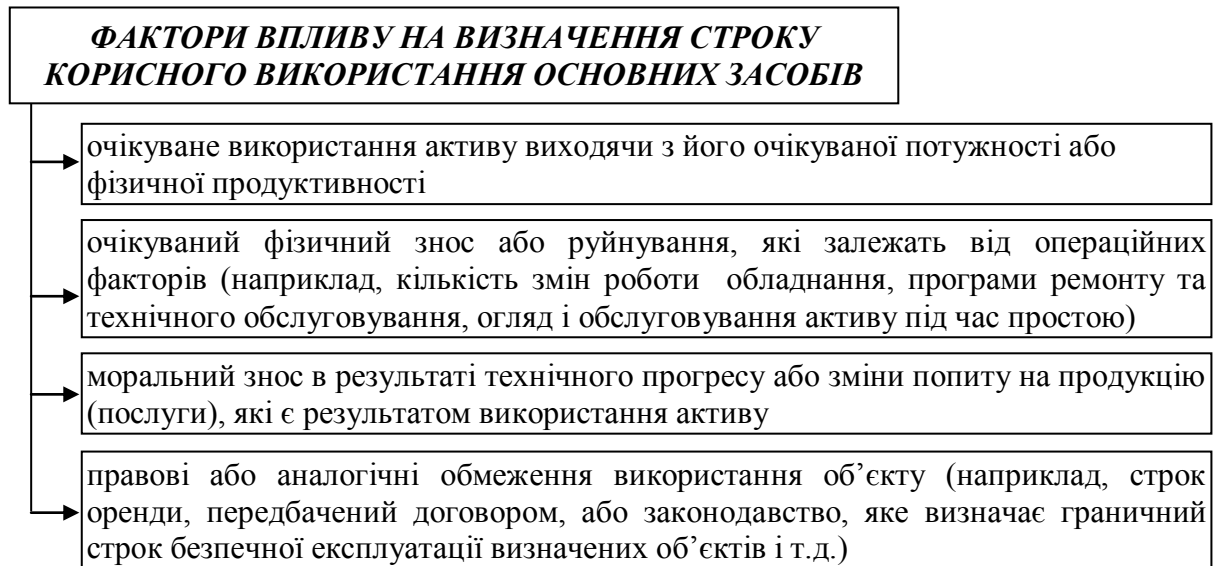 ФАКТОРИ ВПЛИВУ НА ВИЗНАЧЕННЯ СТРОКУ
КОРИСНОГО ВИКОРИСТАННЯ ОСНОВНИХ ЗАСОБІВ
очікуване використання активу виходячи з його очікуваної потужності або
фізичної продуктивності
очікуваний фізичний знос або руйнування, які залежать від операційних
факторів (наприклад, кількість змін роботи обладнання, програми ремонту та
технічного обслуговування, огляд і обслуговування активу під час простою)
моральний знос в результаті технічного прогресу або зміни попиту на продукцію
(послуги), які є результатом використання активу
правові або аналогічні обмеження використання об’єкту (наприклад, строк
оренди, передбачений договором, або законодавство, яке визначає граничний
строк безпечної експлуатації визначених об’єктів і т.д.)